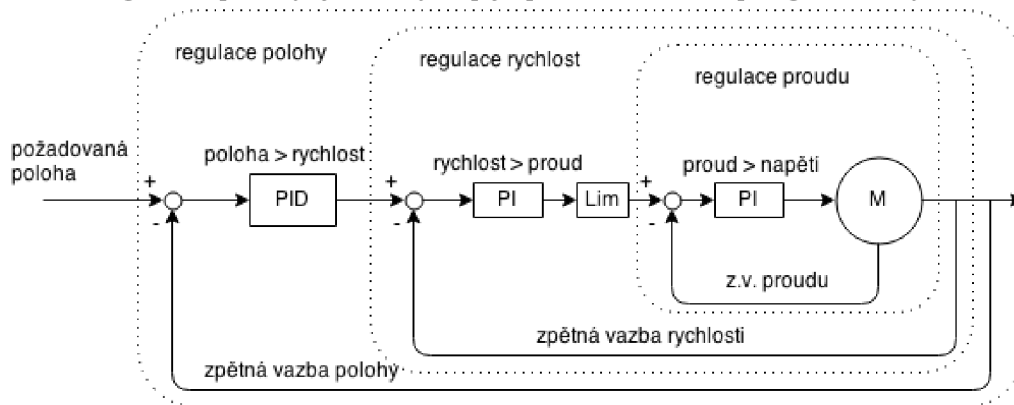 regulace polohy
regulace rychlost
regulace proudu
požadovaná
poloha
poloha > rychlost
rychlost > proud
proud > napětí
+
-
PID
+
-
PI
Lim
+
-
PI
M
z.v. proudu
zpětná vazba rychlosti
zpětná vazba polohy